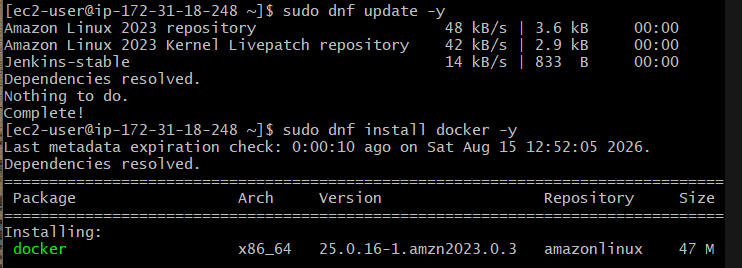 [ec2-user@ip-172-31-18-248 ~]$ sudo dnf update -y
Amazon Linux 2023 repository                    48 kB/s | 3.6 kB     00:00
Amazon Linux 2023 Kernel Livepatch repository   42 kB/s | 2.9 kB     00:00
Jenkins-stable                                  14 kB/s | 833  B     00:00
Dependencies resolved.
Nothing to do.
Complete!
[ec2-user@ip-172-31-18-248 ~]$ sudo dnf install docker -y
Last metadata expiration check: 0:00:10 ago on Sat Aug 15 12:52:05 2026.
Dependencies resolved.
================================================================================
 Package                 Arch     Version                  Repository     Size
================================================================================
Installing:
 docker                  x86_64   25.0.16-1.amzn2023.0.3   amazonlinux    47 M